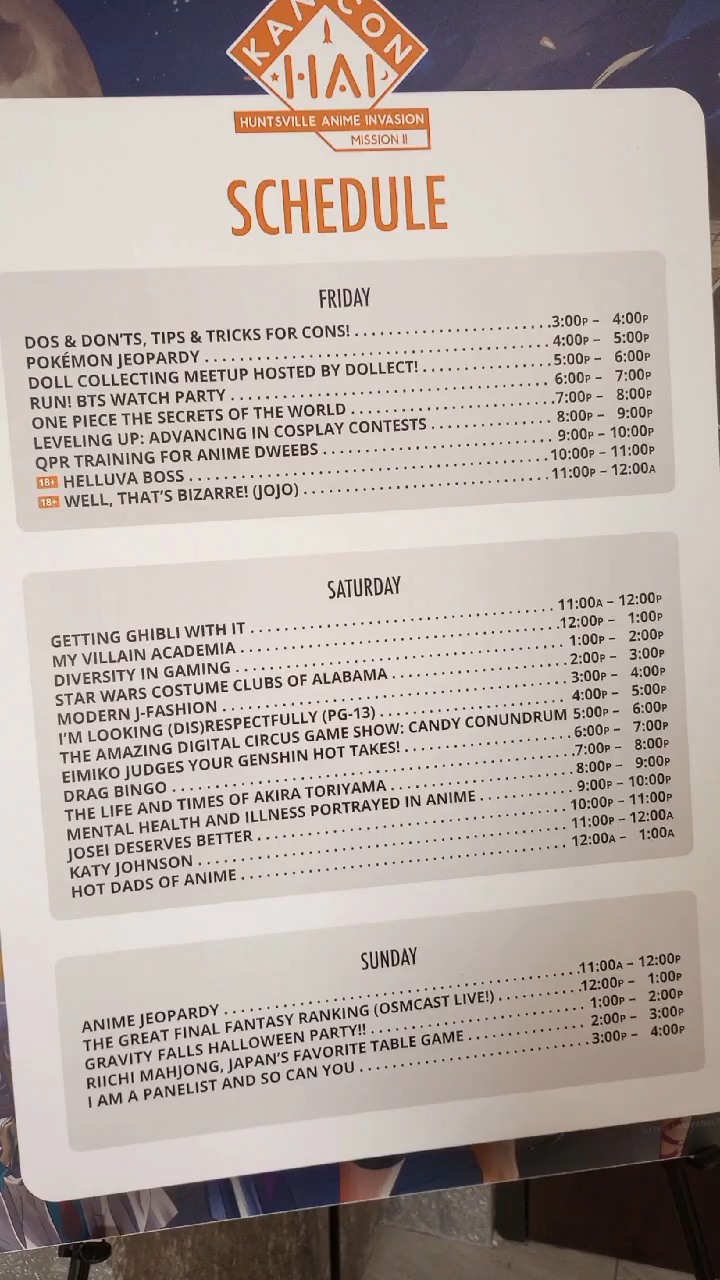 KAMI CON
HAI
HUNTSVILLE ANIME INVASION
MISSION II
SCHEDULE
FRIDAY
DOS & DON'TS, TIPS & TRICKS FOR CONS! 3:00P – 4:00P
POKÉMON JEOPARDY 4:00P – 5:00P
DOLL COLLECTING MEETUP HOSTED BY DOLLECT! 5:00P – 6:00P
RUN! BTS WATCH PARTY 6:00P – 7:00P
ONE PIECE THE SECRETS OF THE WORLD 7:00P – 8:00P
LEVELING UP: ADVANCING IN COSPLAY CONTESTS 8:00P – 9:00P
QPR TRAINING FOR ANIME DWEEBS 9:00P – 10:00P
18+ HELLUVA BOSS 10:00P – 11:00P
18+ WELL, THAT'S BIZARRE! (JOJO) 11:00P – 12:00A
SATURDAY
GETTING GHIBLI WITH IT 11:00A – 12:00P
MY VILLAIN ACADEMIA 12:00P – 1:00P
DIVERSITY IN GAMING 1:00P – 2:00P
STAR WARS COSTUME CLUBS OF ALABAMA 2:00P – 3:00P
MODERN J-FASHION 3:00P – 4:00P
I'M LOOKING (DIS)RESPECTFULLY (PG-13) 4:00P – 5:00P
THE AMAZING DIGITAL CIRCUS GAME SHOW: CANDY CONUNDRUM 5:00P – 6:00P
EIMIKO JUDGES YOUR GENSHIN HOT TAKES! 6:00P – 7:00P
DRAG BINGO 7:00P – 8:00P
THE LIFE AND TIMES OF AKIRA TORIYAMA 8:00P – 9:00P
MENTAL HEALTH AND ILLNESS PORTRAYED IN ANIME 9:00P – 10:00P
JOSEI DESERVES BETTER 10:00P – 11:00P
KATY JOHNSON 11:00P – 12:00A
HOT DADS OF ANIME 12:00A – 1:00A
SUNDAY
ANIME JEOPARDY 11:00A – 12:00P
THE GREAT FINAL FANTASY RANKING (OSMCAST LIVE!) 12:00P – 1:00P
GRAVITY FALLS HALLOWEEN PARTY!! 1:00P – 2:00P
RIICHI MAHJONG, JAPAN'S FAVORITE TABLE GAME 2:00P – 3:00P
I AM A PANELIST AND SO CAN YOU 3:00P – 4:00P